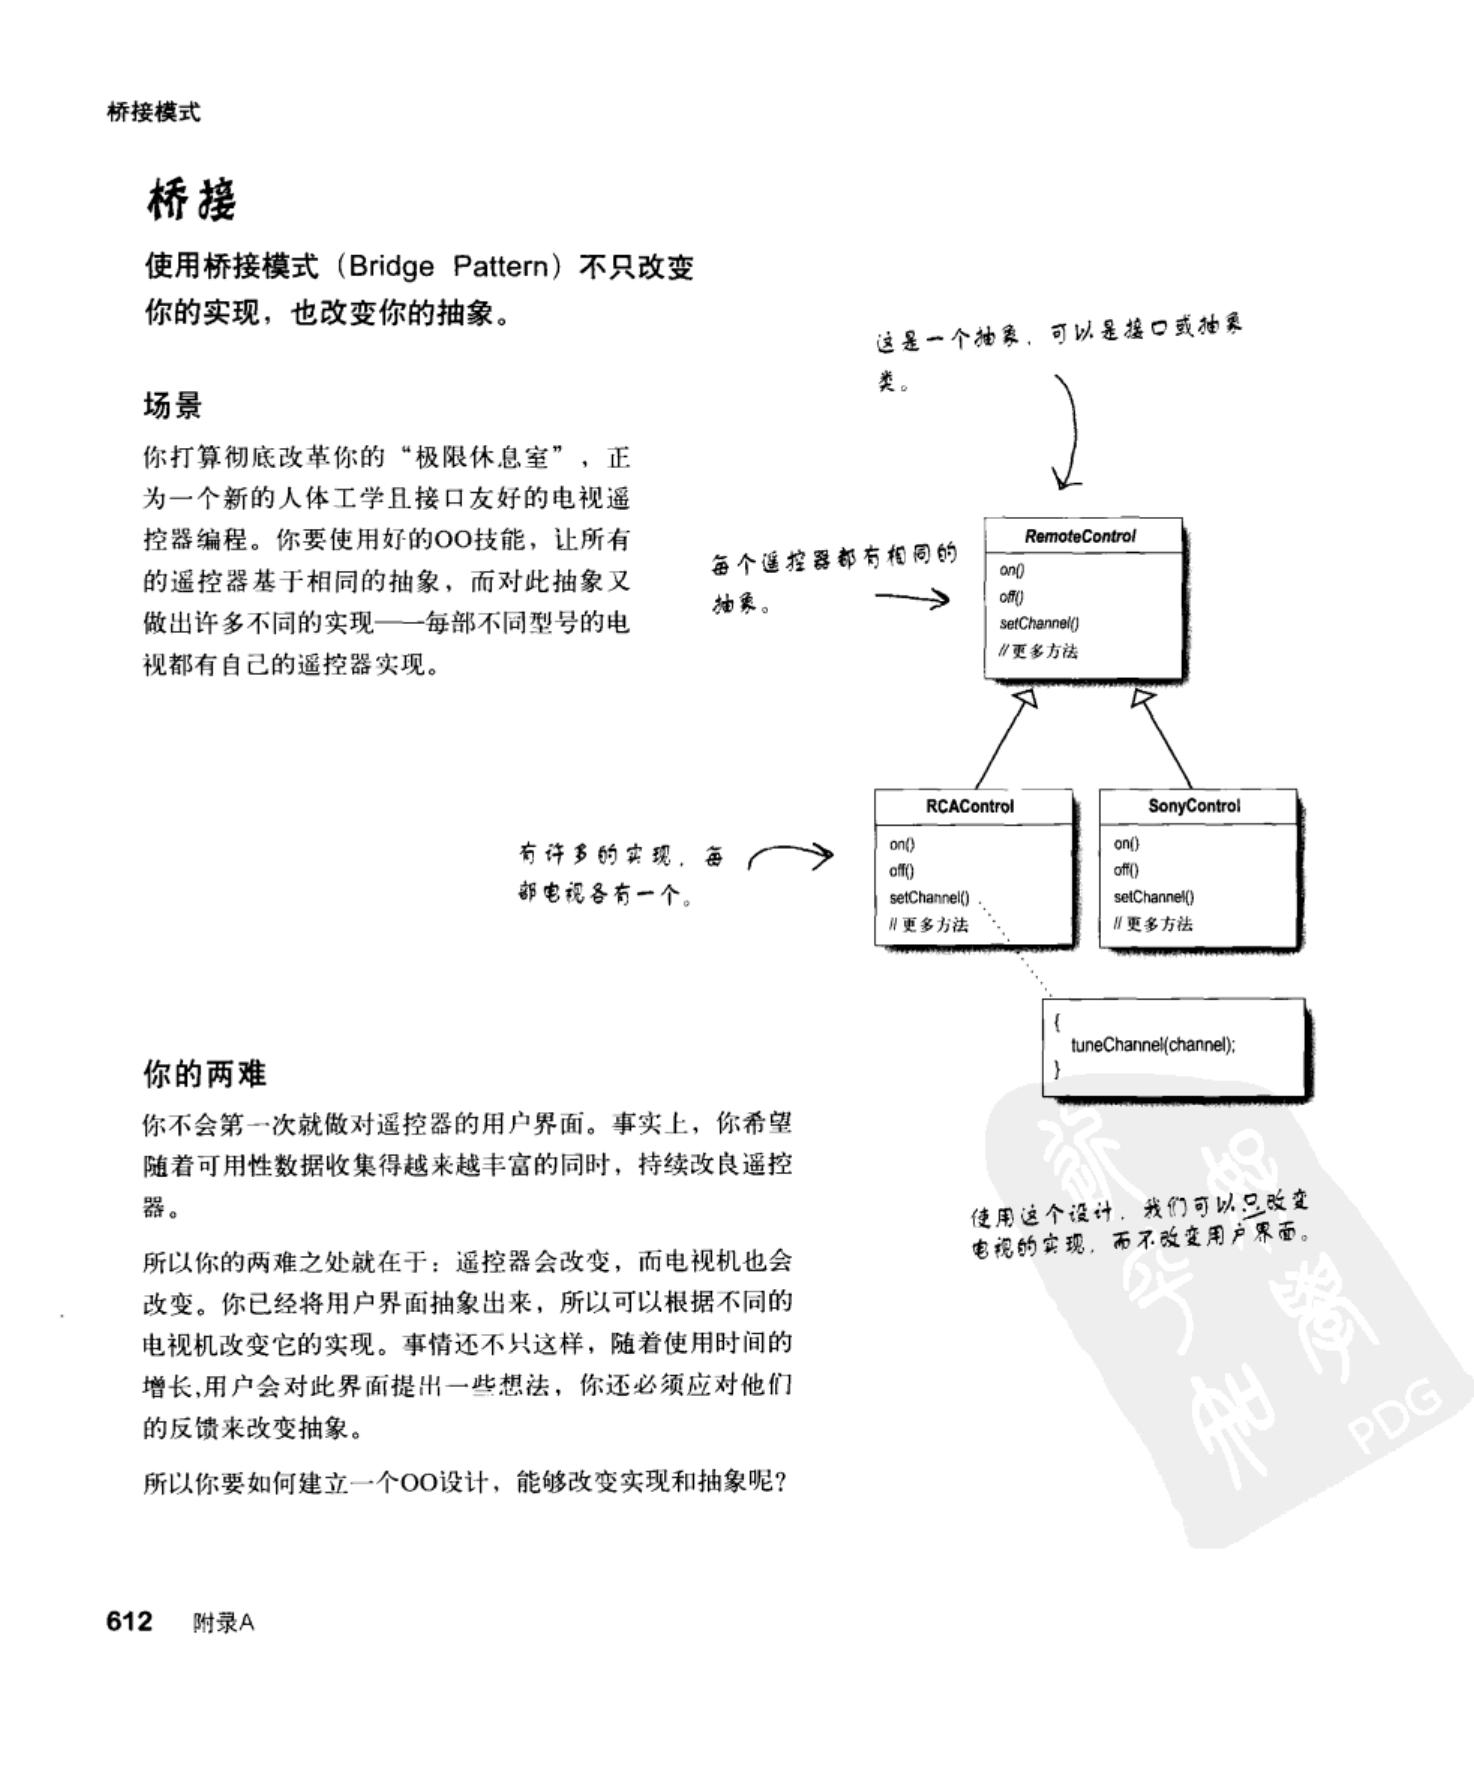 桥接模式
桥接
使用桥接模式（Bridge Pattern）不只改变
你的实现，也改变你的抽象。
场景
你打算彻底改革你的“极限休息室”，正
为一个新的人体工学且接口友好的电视遥
控器编程。你要使用好的OO技能，让所有
的遥控器基于相同的抽象，而对此抽象又
做出许多不同的实现——每部不同型号的电
视都有自己的遥控器实现。
这是一个抽象，可以是接口或抽象
类。
每个遥控器都有相同的
抽象。
RemoteControl
on()
off()
setChannel()
//更多方法
有许多的实现，每
部电视各有一个。
RCAControl
on()
off()
setChannel()
//更多方法
SonyControl
on()
off()
setChannel()
//更多方法
{
tuneChannel(channel);
}
使用这个设计，我们可以只改变
电视的实现，而不改变用户界面。
你的两难
你不会第一次就做对遥控器的用户界面。事实上，你希望
随着可用性数据收集得越来越丰富的同时，持续改良遥控
器。
所以你的两难之处就在于：遥控器会改变，而电视机也会
改变。你已经将用户界面抽象出来，所以可以根据不同的
电视机改变它的实现。事情还不只这样，随着使用时间的
增长,用户会对此界面提出一些想法，你还必须应对他们
的反馈来改变抽象。
所以你要如何建立一个OO设计，能够改变实现和抽象呢？
PDG
612 附录A